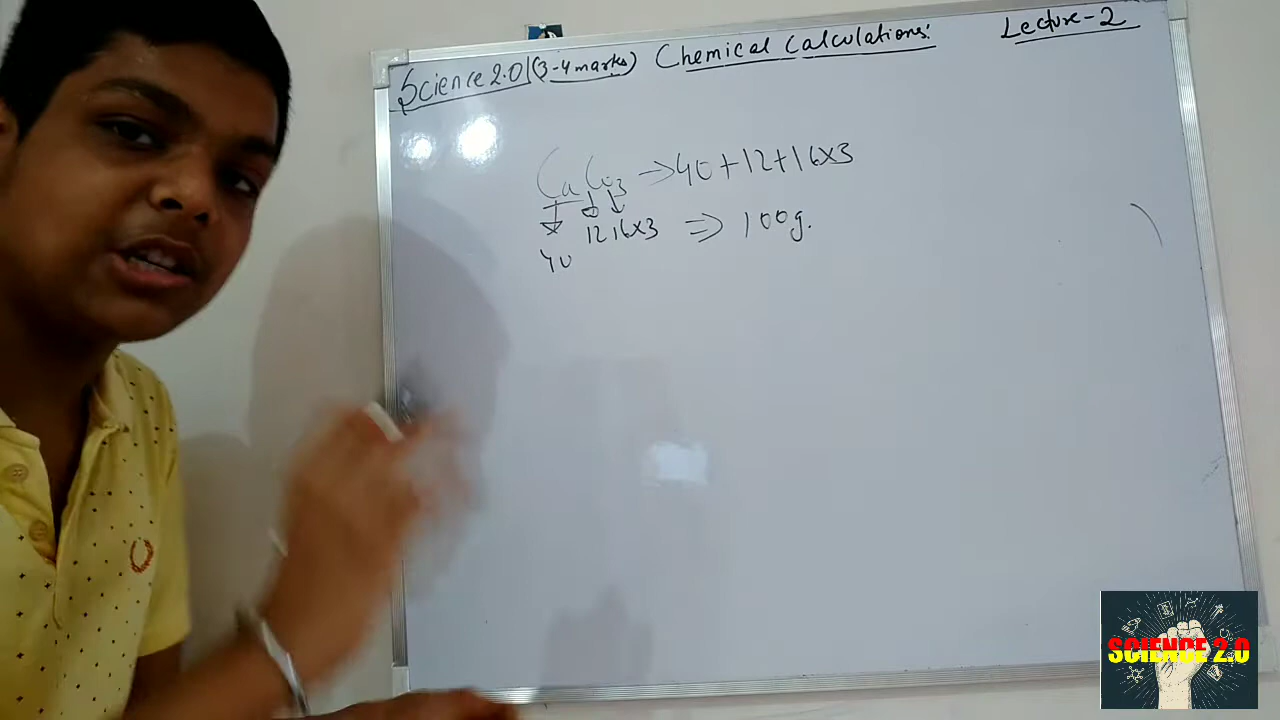 Science 2.0 | (3-4 marks) Chemical Calculations: Lecture-2
CaCo3 → 40+12+16×3
12 16×3 ⇒ 100g.
40
SCIENCE 2.0